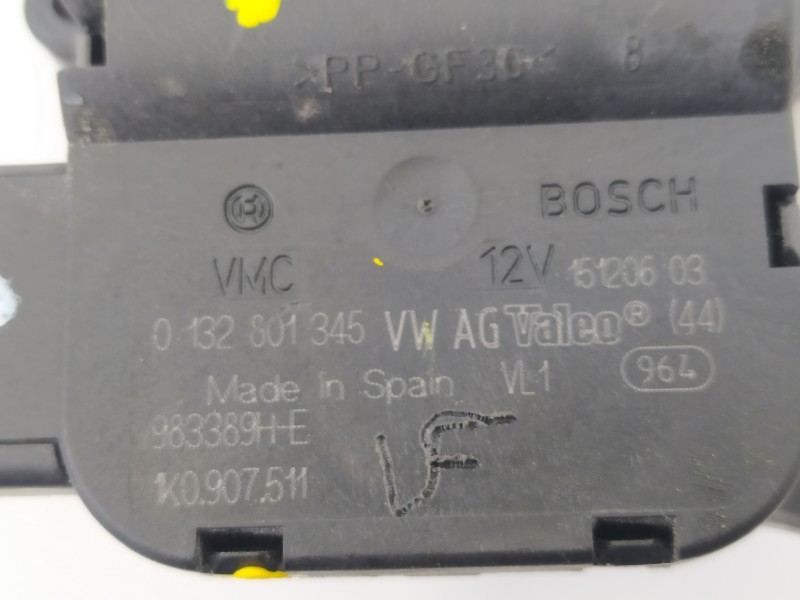 >PP-GF30< 8
BOSCH
VMC 12V 151206 03
0 132 801 345 VW AG Valeo® (44)
Made in Spain VL1 964
983389H-E
1K0.907.511
VF